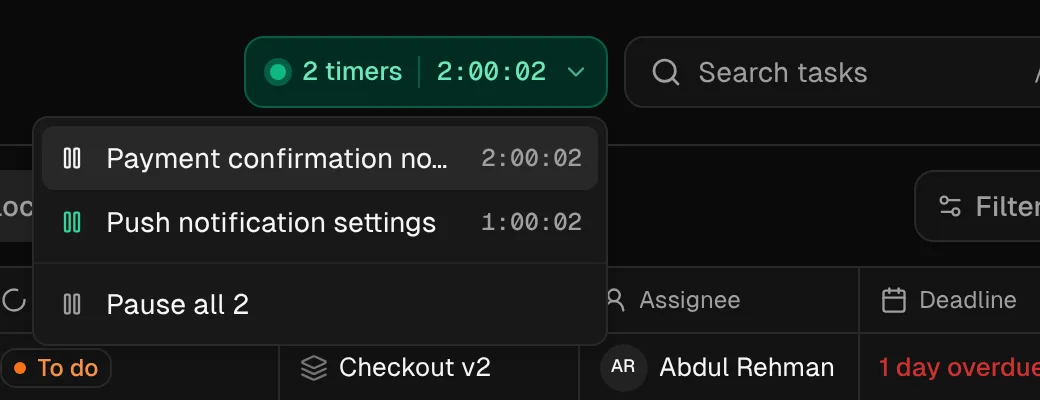 2 timers 2:00:02
Search tasks
Payment confirmation no... 2:00:02
Push notification settings 1:00:02
Filter
Pause all 2
Assignee
Deadline
To do
Checkout v2
AR Abdul Rehman
1 day overdue